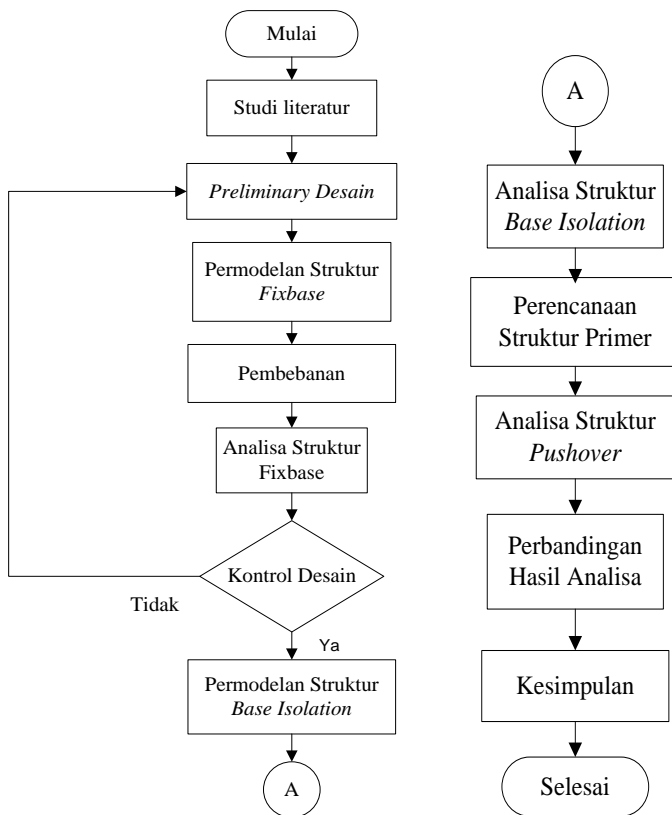 Mulai
Studi literatur
Preliminary Desain
Permodelan Struktur
Fixbase
Pembebanan
Analisa Struktur
Fixbase
Kontrol Desain
Tidak
Ya
Permodelan Struktur
Base Isolation
A
A
Analisa Struktur
Base Isolation
Perencanaan
Struktur Primer
Analisa Struktur
Pushover
Perbandingan
Hasil Analisa
Kesimpulan
Selesai